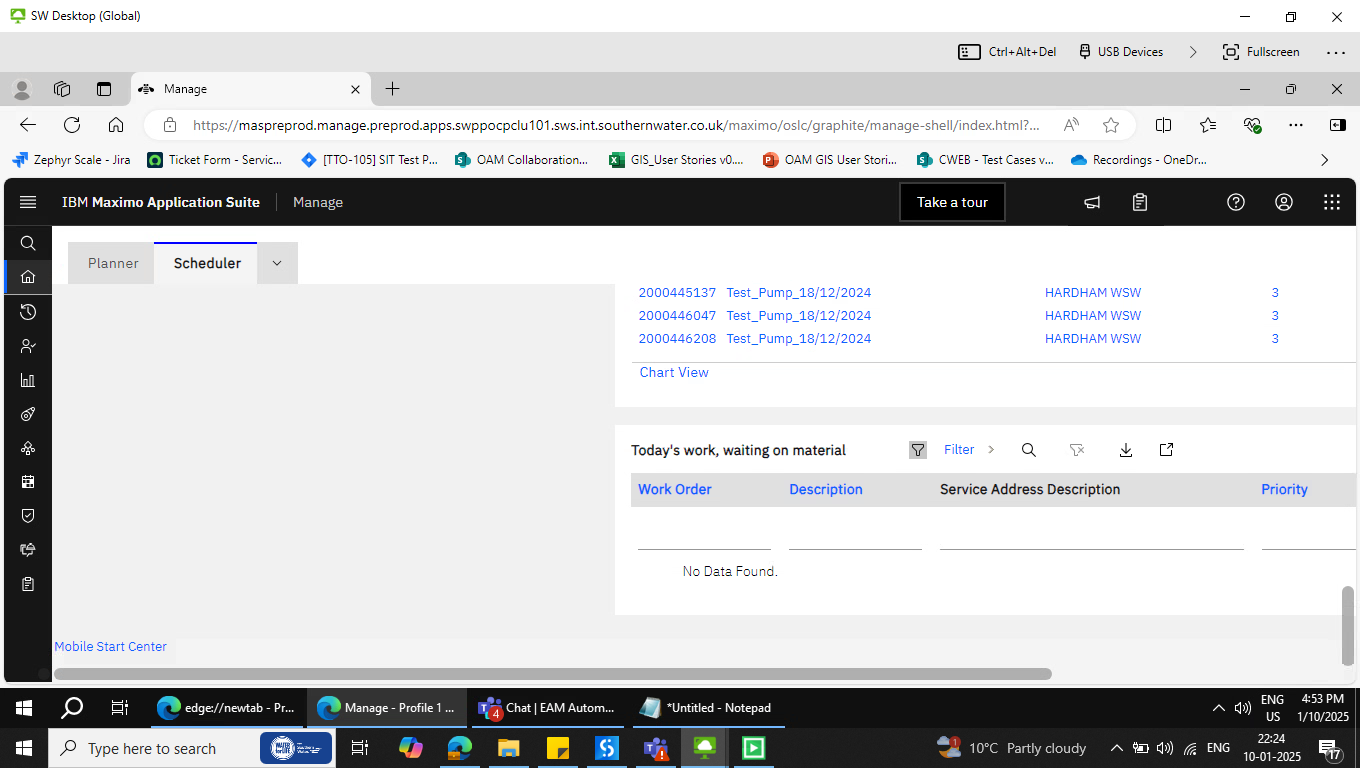 SW Desktop (Global)
Ctrl+Alt+Del
USB Devices
Fullscreen
Manage
https://maspreprod.manage.preprod.apps.swppocpclu101.sws.int.southernwater.co.uk/maximo/oslc/graphite/manage-shell/index.html?...
Zephyr Scale - Jira
Ticket Form - Servic...
[TTO-105] SIT Test P...
OAM Collaboration...
GIS_User Stories v0....
OAM GIS User Stori...
CWEB - Test Cases v...
Recordings - OneDr...
IBM Maximo Application Suite
Manage
Take a tour
Planner
Scheduler
2000445137 Test_Pump_18/12/2024 HARDHAM WSW 3
2000446047 Test_Pump_18/12/2024 HARDHAM WSW 3
2000446208 Test_Pump_18/12/2024 HARDHAM WSW 3
Chart View
Today's work, waiting on material
Filter
Work Order Description Service Address Description Priority
No Data Found.
Mobile Start Center
edge://newtab - Pr...
Manage - Profile 1 ...
4
Chat | EAM Autom...
*Untitled - Notepad
ENG
US
4:53 PM
1/10/2025
Type here to search
1
10°C Partly cloudy
ENG
22:24
10-01-2025
17